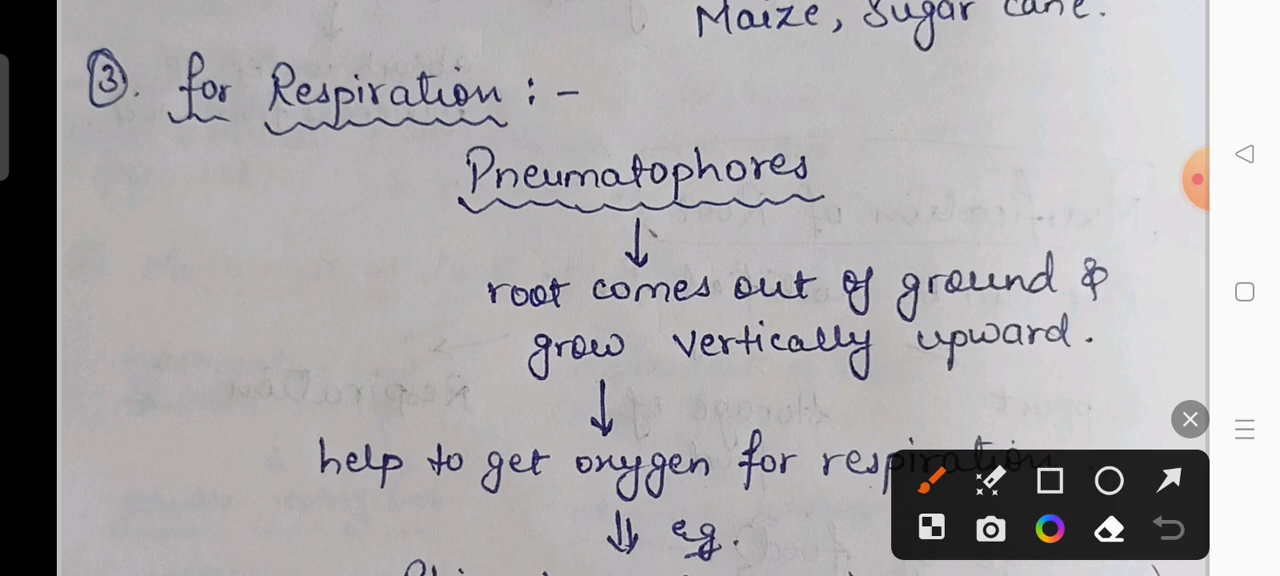 Maize, Sugar cane.
③. for Respiration :-
Pneumatophores
↓
root comes out of ground &
grow vertically upward.
↓
help to get oxygen for respiration
⇓ eg.